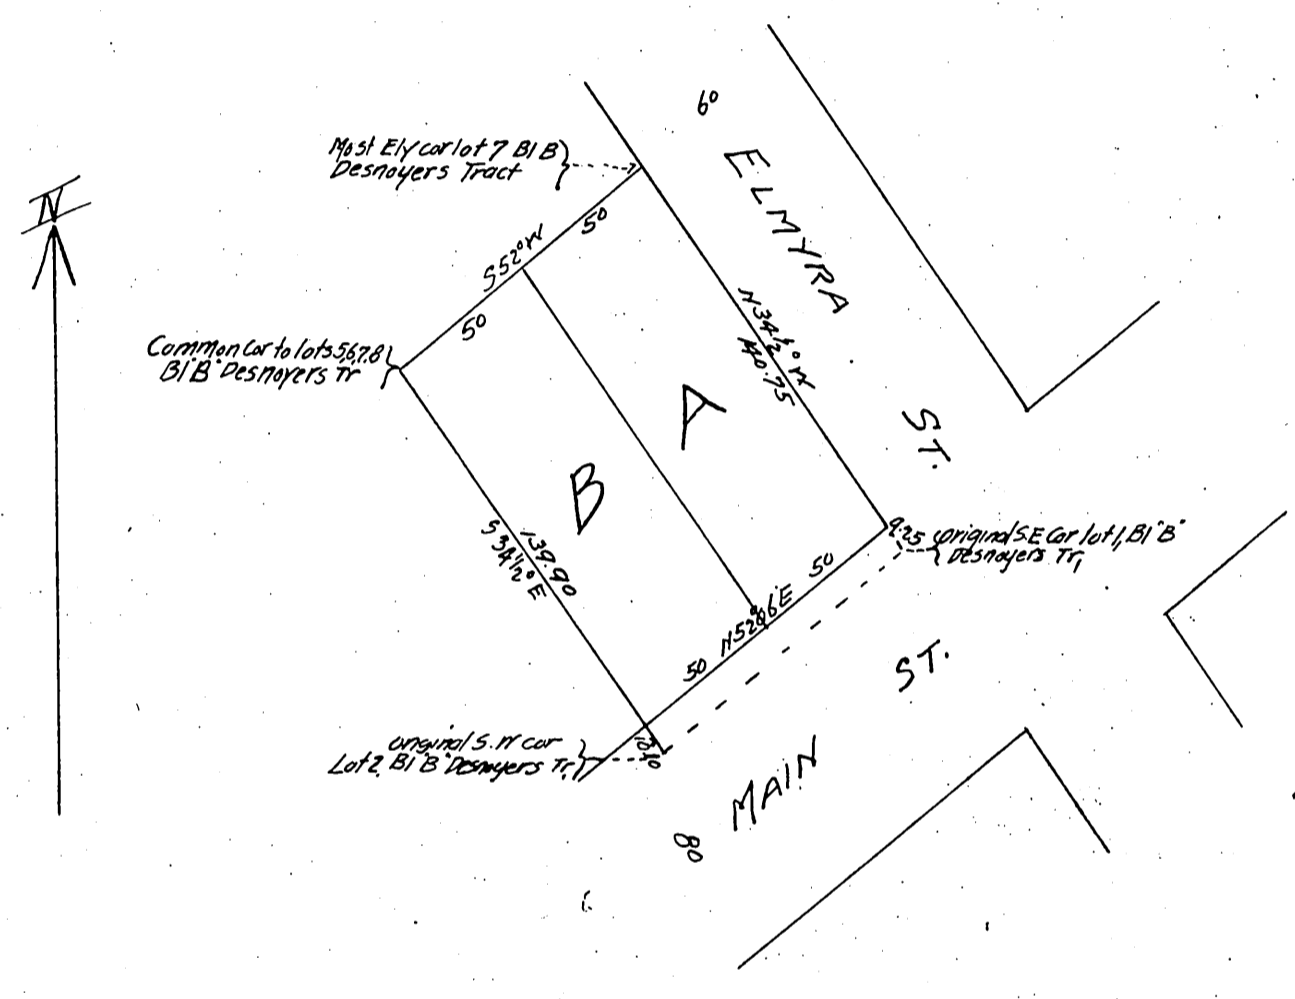 60
ELMYRA
ST.
Most Ely cor lot 7 Bl B
Desnoyers Tract
N
S52°W
50
50
Common Cor to lots 5,6,7,8
Bl "B" Desnoyers Tr
N34½°W
140.75
A
B
139.90
S34½°E
9.25
original S.E Cor lot 1, Bl "B"
Desnoyers Tr,
50
50
ST.
original S.W cor
Lot 2, Bl "B" Desnoyers Tr.
10.10
MAIN
80